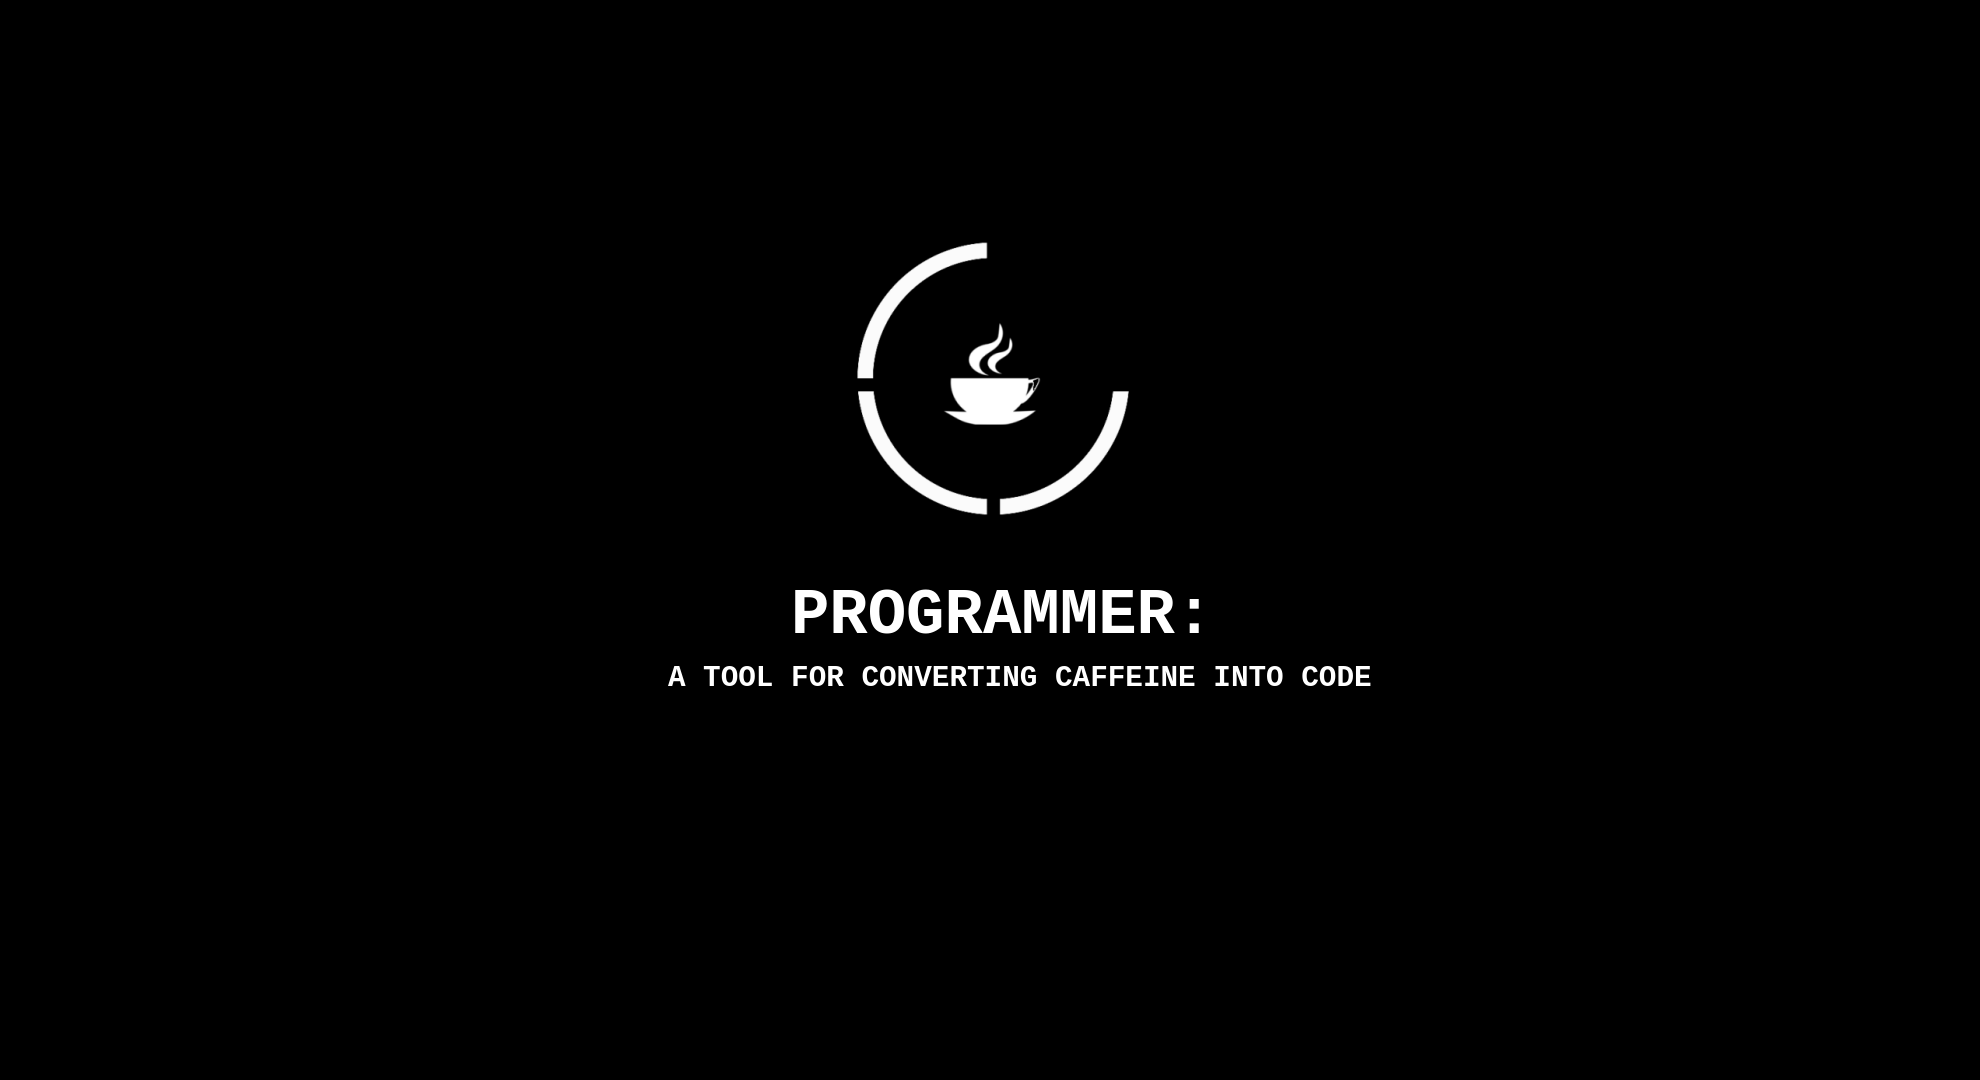 PROGRAMMER:
A TOOL FOR CONVERTING CAFFEINE INTO CODE